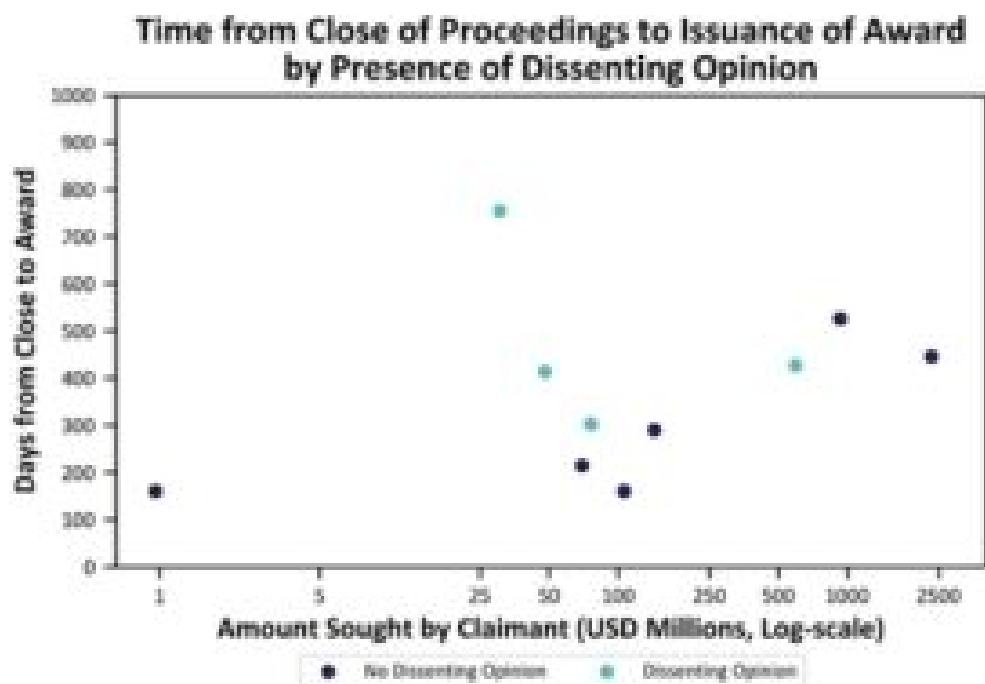 Time from Close of Proceedings to Issuance of Award
by Presence of Dissenting Opinion
Days from Close to Award
1000
900
800
700
600
500
400
300
200
100
0
1 5 25 50 100 250 500 1000 2500
Amount Sought by Claimant (USD Millions, Log-scale)
No Dissenting Opinion Dissenting Opinion